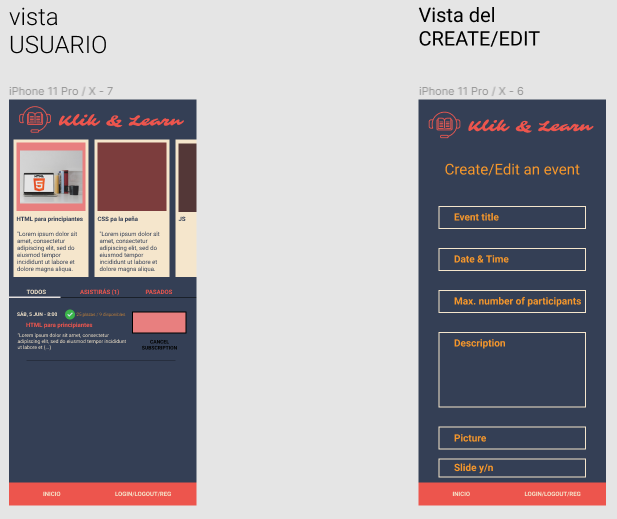 vista
USUARIO
Vista del
CREATE/EDIT
iPhone 11 Pro / X - 7
iPhone 11 Pro / X - 6
Klik & Learn
HTML para principiantes
"Lorem ipsum dolor sit
amet, consectetur
adipiscing elit, sed do
eiusmod tempor
incididunt ut labore et
dolore magna aliqua.
CSS pa la peña
"Lorem ipsum dolor sit
amet, consectetur
adipiscing elit, sed do
eiusmod tempor
incididunt ut labore et
dolore magna aliqua.
JS
TODOS
ASISTIRÁS (1)
PASADOS
SÁB, 5 JUN - 8:00
HTML para principiantes
"Lorem ipsum dolor sit amet, consectetur
adipiscing elit, sed do eiusmod tempor incididunt
ut labore et (...)
CANCEL
SUBSCRIPTION
INICIO
LOGIN/LOGOUT/REG
Klik & Learn
Create/Edit an event
Event title
Date & Time
Max. number of participants
Description
Picture
Slide y/n
INICIO
LOGIN/LOGOUT/REG